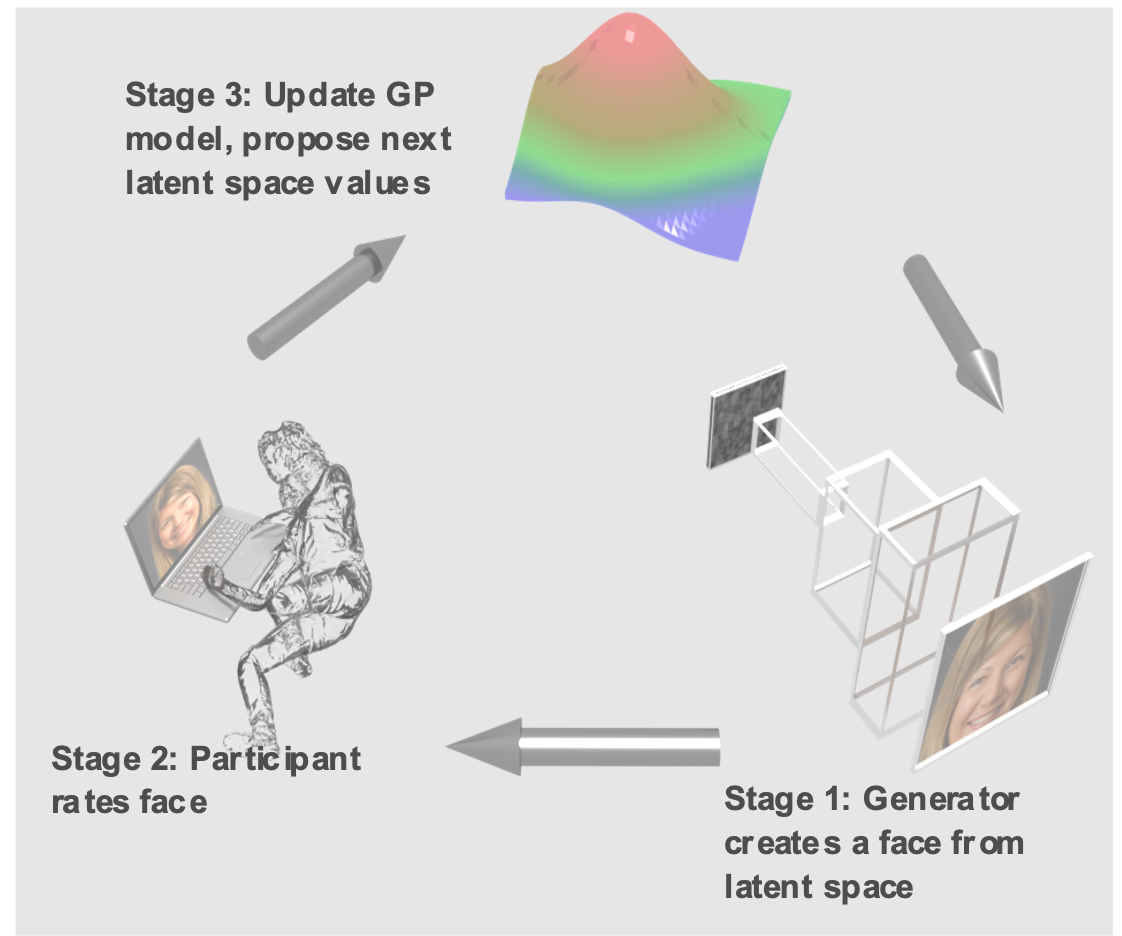 Stage 3: Update GP
model, propose next
latent space values
Stage 2: Participant
rates face
Stage 1: Generator
creates a face from
latent space